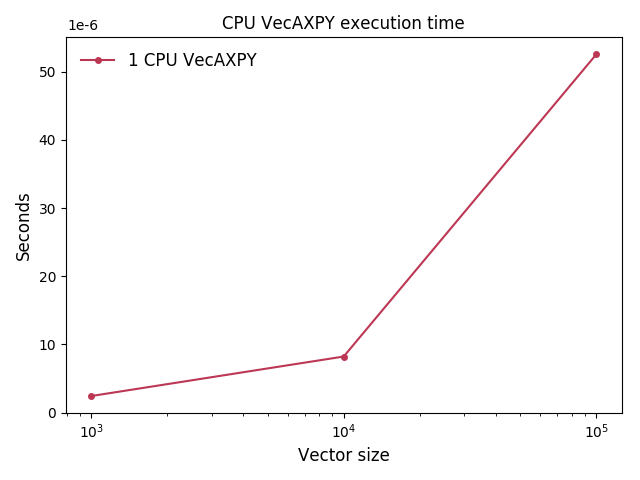 CPU VecAXPY execution time
1e-6
1 CPU VecAXPY
50
40
30
20
10
0
Seconds
10³
10⁴
10⁵
Vector size